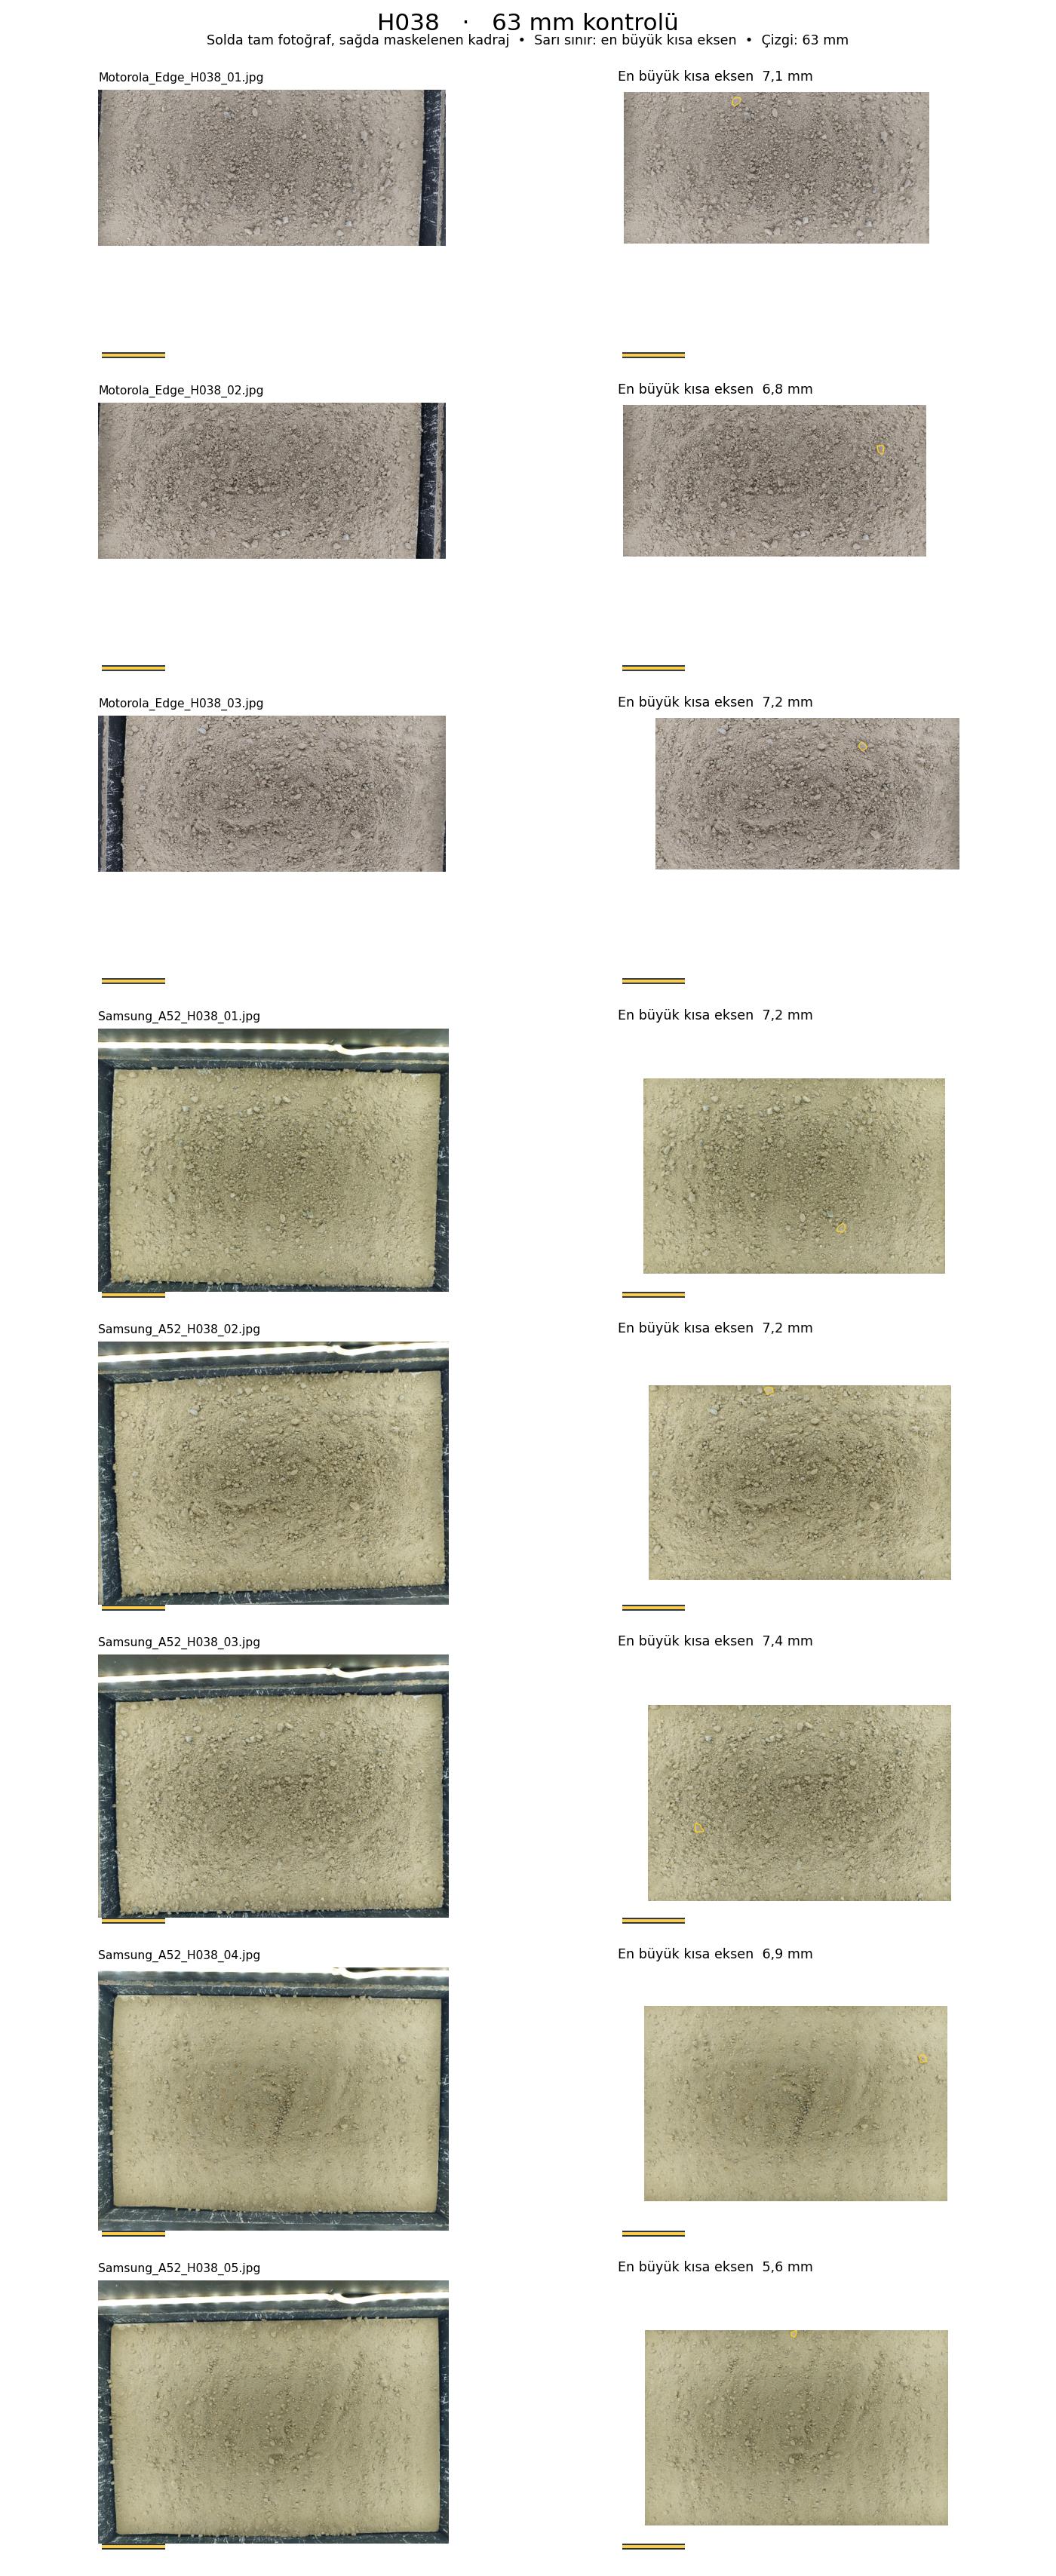 H038   ·   63 mm kontrolü
Solda tam fotoğraf, sağda maskelenen kadraj  •  Sarı sınır: en büyük kısa eksen  •  Çizgi: 63 mm
Motorola_Edge_H038_01.jpg
En büyük kısa eksen  7,1 mm
Motorola_Edge_H038_02.jpg
En büyük kısa eksen  6,8 mm
Motorola_Edge_H038_03.jpg
En büyük kısa eksen  7,2 mm
Samsung_A52_H038_01.jpg
En büyük kısa eksen  7,2 mm
Samsung_A52_H038_02.jpg
En büyük kısa eksen  7,2 mm
Samsung_A52_H038_03.jpg
En büyük kısa eksen  7,4 mm
Samsung_A52_H038_04.jpg
En büyük kısa eksen  6,9 mm
Samsung_A52_H038_05.jpg
En büyük kısa eksen  5,6 mm